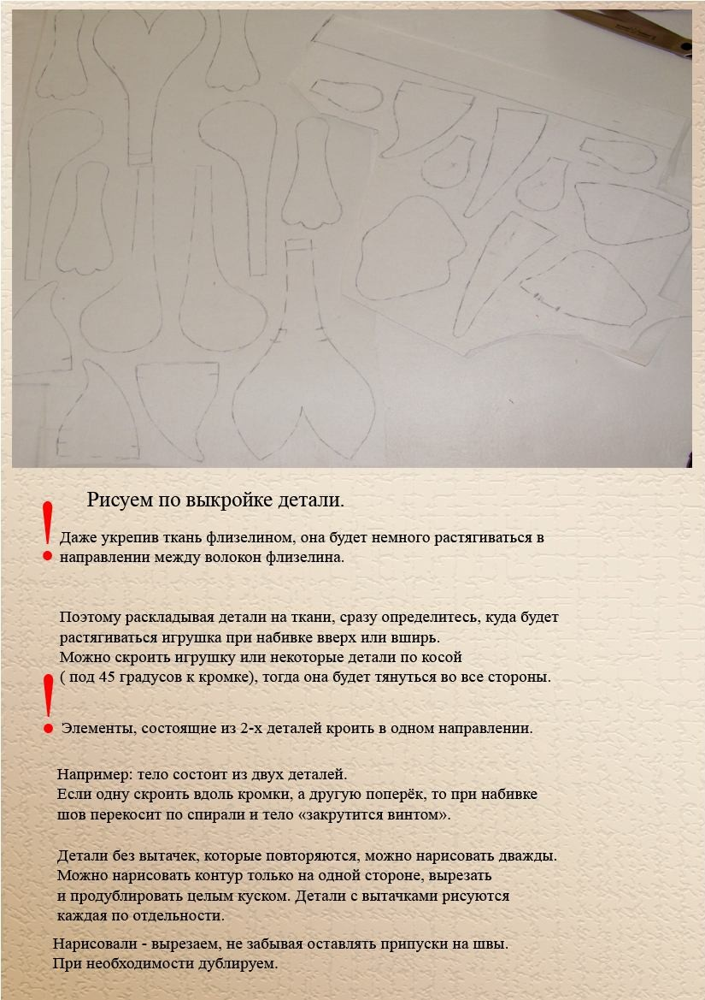 Рисуем по выкройке детали.
! Даже укрепив ткань флизелином, она будет немного растягиваться в
направлении между волокон флизелина.
Поэтому раскладывая детали на ткани, сразу определитесь, куда будет
растягиваться игрушка при набивке вверх или вширь.
Можно скроить игрушку или некоторые детали по косой
( под 45 градусов к кромке), тогда она будет тянуться во все стороны.
! Элементы, состоящие из 2-х деталей кроить в одном направлении.
Например: тело состоит из двух деталей.
Если одну скроить вдоль кромки, а другую поперёк, то при набивке
шов перекосит по спирали и тело «закрутится винтом».
Детали без вытачек, которые повторяются, можно нарисовать дважды.
Можно нарисовать контур только на одной стороне, вырезать
и продублировать целым куском. Детали с вытачками рисуются
каждая по отдельности.
Нарисовали - вырезаем, не забывая оставлять припуски на швы.
При необходимости дублируем.